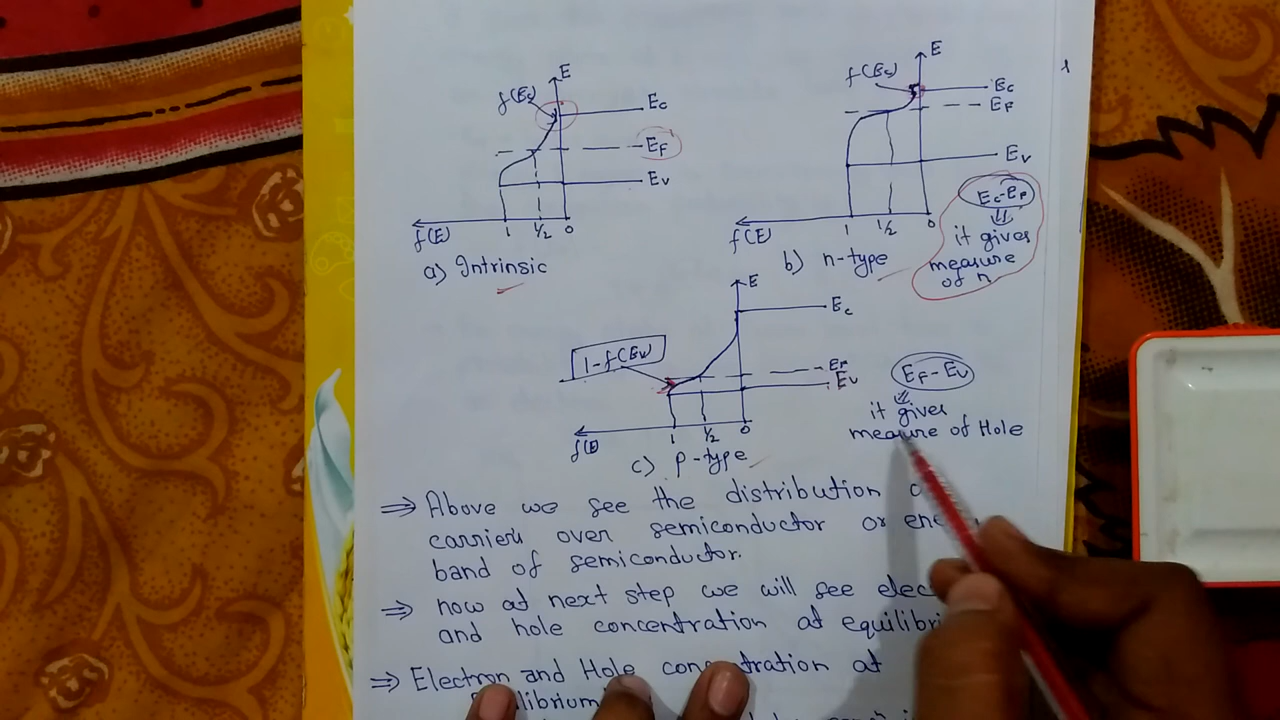 E
f(Ec)
Ec
EF
Ev
f(E)
1
1/2
0
a) Intrinsic
E
f(Ec)
Ec
EF
Ev
f(E)
1
1/2
0
b) n-type
Ec-EF
it gives
measure
of n
E
Ec
1-f(Ev)
EF
Ev
f(E)
1
1/2
0
c) p-type
EF-Ev
it gives
measure of Hole
⇒ Above we see the distribution
carriers over semiconductor or
band of semiconductor.
⇒ now at next step we will see
and hole concentration at
⇒ Electron and Hole concentration at